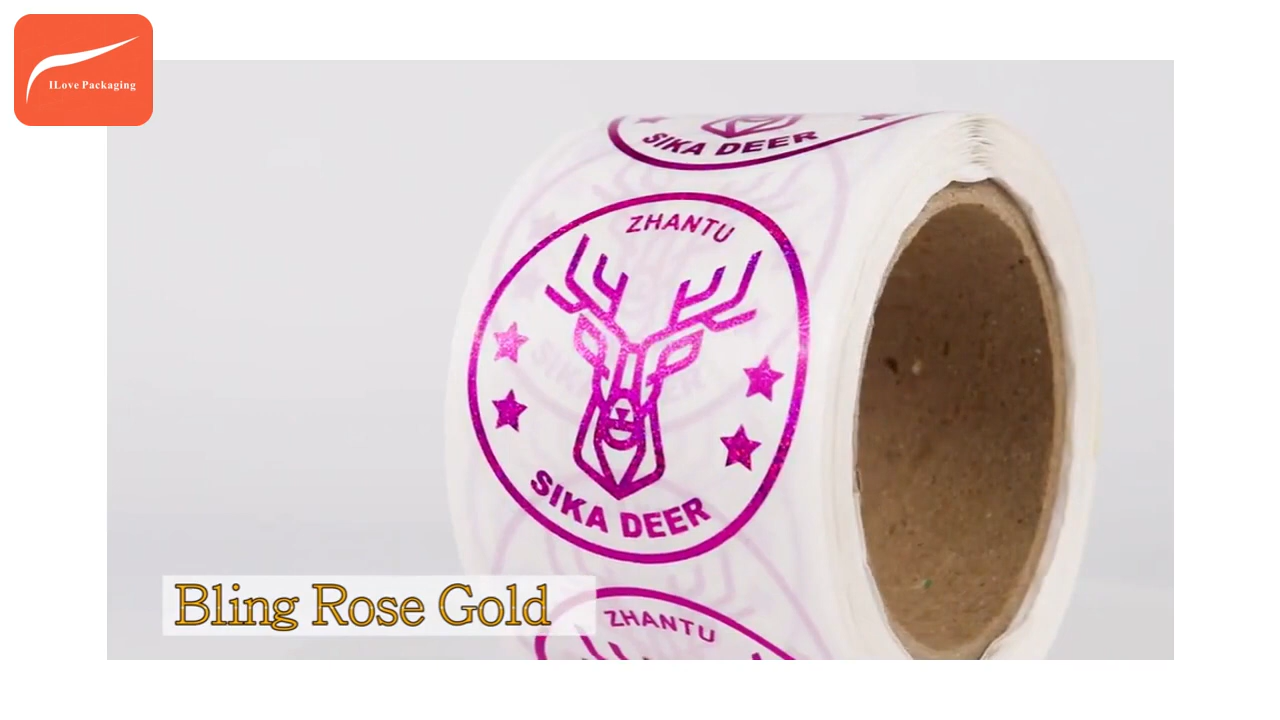 ILove Packaging
SIKA DEER
ZHANTU
SIKA DEER
Bling Rose Gold
ZHANTU